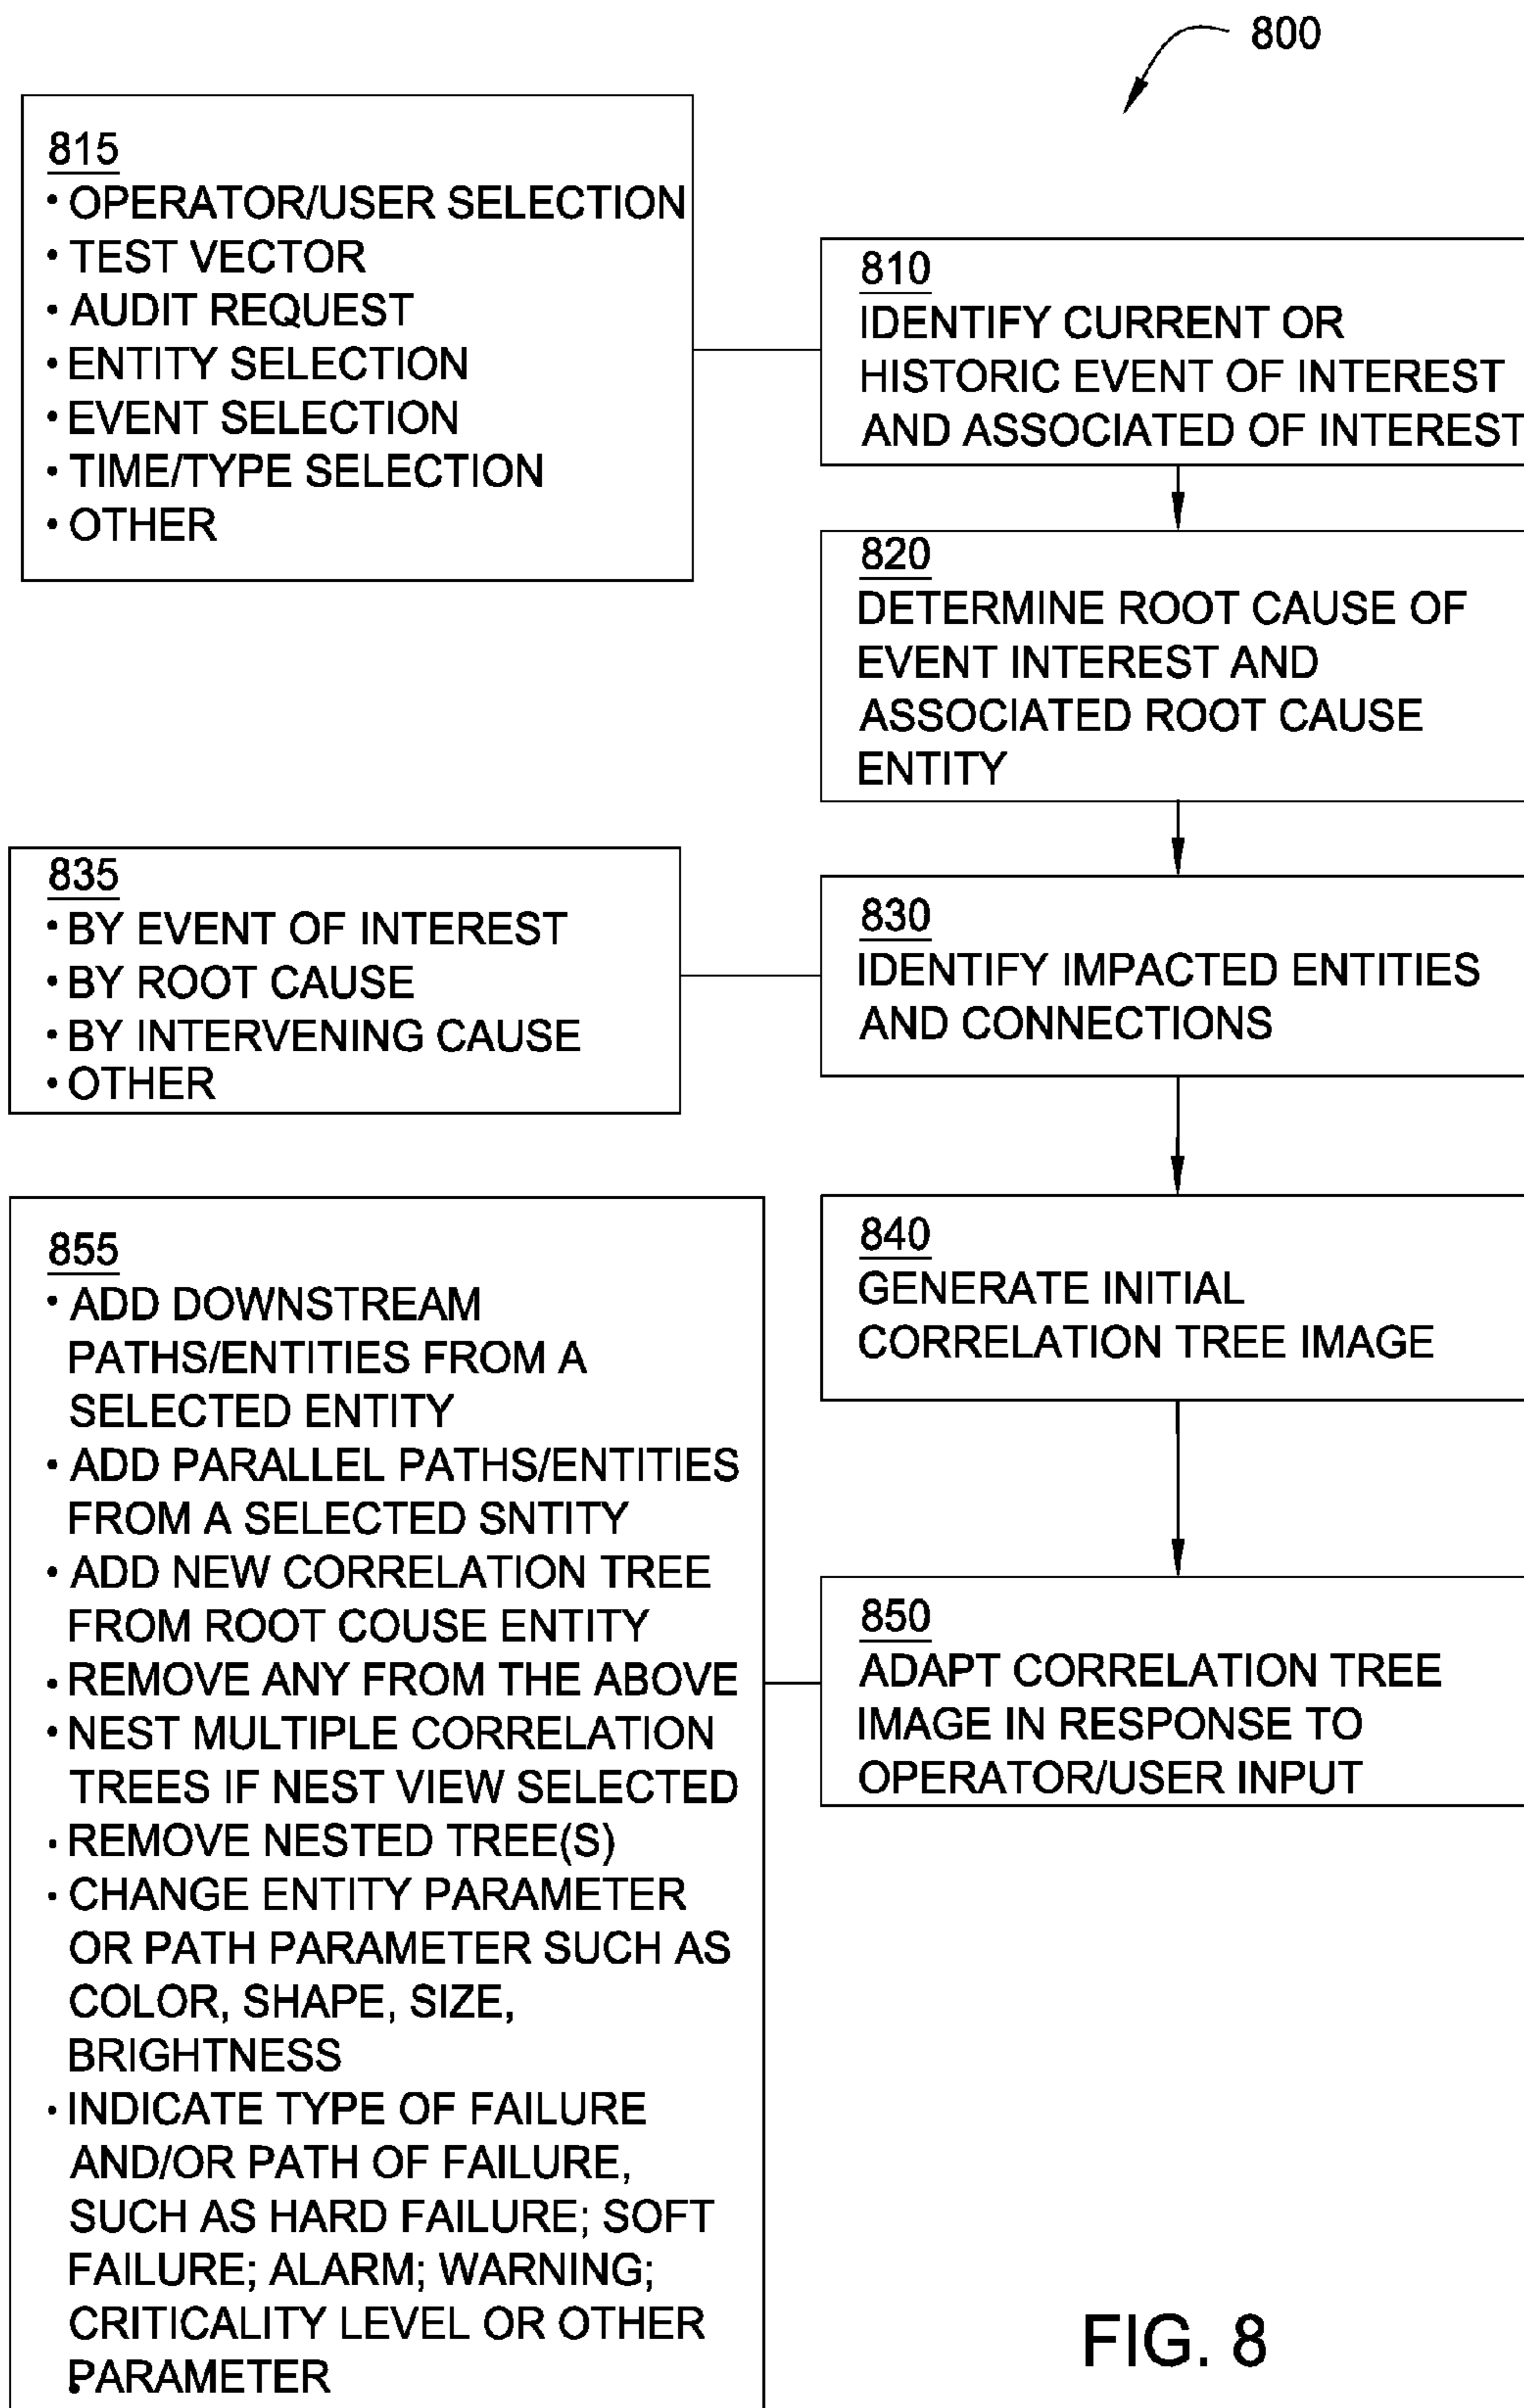 800
815
• OPERATOR/USER SELECTION
• TEST VECTOR
• AUDIT REQUEST
• ENTITY SELECTION
• EVENT SELECTION
• TIME/TYPE SELECTION
• OTHER
810
IDENTIFY CURRENT OR
HISTORIC EVENT OF INTEREST
AND ASSOCIATED OF INTEREST
820
DETERMINE ROOT CAUSE OF
EVENT INTEREST AND
ASSOCIATED ROOT CAUSE
ENTITY
835
• BY EVENT OF INTEREST
• BY ROOT CAUSE
• BY INTERVENING CAUSE
• OTHER
830
IDENTIFY IMPACTED ENTITIES
AND CONNECTIONS
840
GENERATE INITIAL
CORRELATION TREE IMAGE
855
• ADD DOWNSTREAM
PATHS/ENTITIES FROM A
SELECTED ENTITY
• ADD PARALLEL PATHS/ENTITIES
FROM A SELECTED SNTITY
• ADD NEW CORRELATION TREE
FROM ROOT COUSE ENTITY
• REMOVE ANY FROM THE ABOVE
• NEST MULTIPLE CORRELATION
TREES IF NEST VIEW SELECTED
• REMOVE NESTED TREE(S)
• CHANGE ENTITY PARAMETER
OR PATH PARAMETER SUCH AS
COLOR, SHAPE, SIZE,
BRIGHTNESS
• INDICATE TYPE OF FAILURE
AND/OR PATH OF FAILURE,
SUCH AS HARD FAILURE; SOFT
FAILURE; ALARM; WARNING;
CRITICALITY LEVEL OR OTHER
PARAMETER
850
ADAPT CORRELATION TREE
IMAGE IN RESPONSE TO
OPERATOR/USER INPUT
FIG. 8